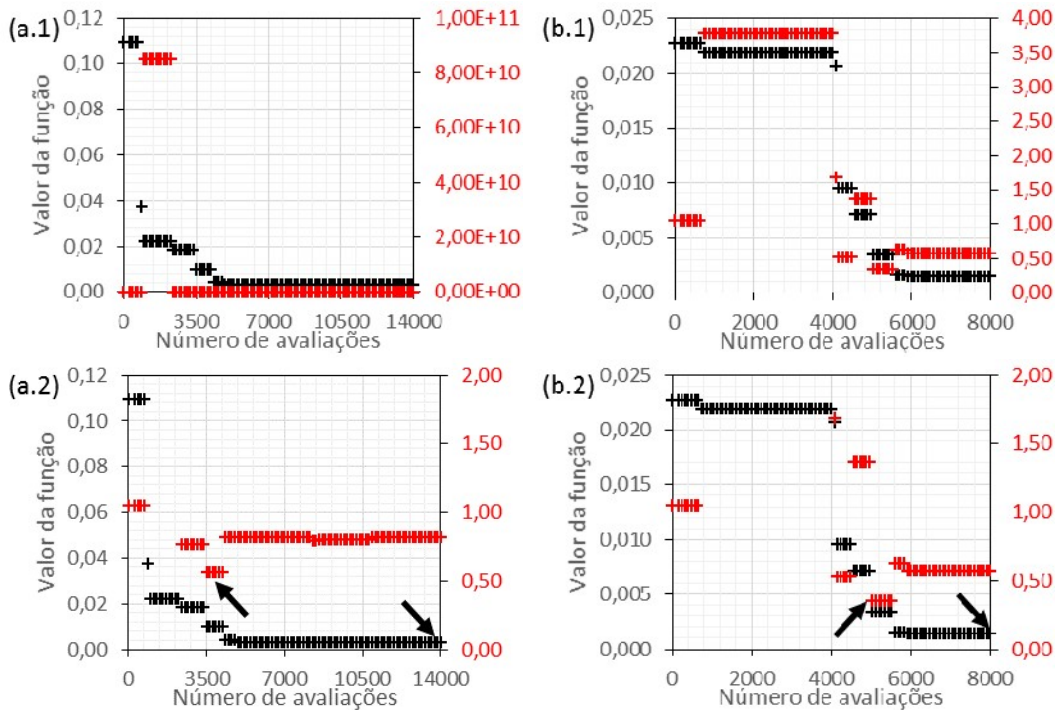 (a.1)
0,12
0,10
0,08
0,06
0,04
0,02
0,00
Valor da função
1,00E+11
8,00E+10
6,00E+10
4,00E+10
2,00E+10
0,00E+00
0 3500 7000 10500 14000
Número de avaliações
(b.1)
0,025
0,020
0,015
0,010
0,005
0,000
Valor da função
4,00
3,50
3,00
2,50
2,00
1,50
1,00
0,50
0,00
0 2000 4000 6000 8000
Número de avaliações
(a.2)
0,12
0,10
0,08
0,06
0,04
0,02
0,00
Valor da função
2,00
1,50
1,00
0,50
0,00
0 3500 7000 10500 14000
Número de avaliações
(b.2)
0,025
0,020
0,015
0,010
0,005
0,000
Valor da função
2,00
1,50
1,00
0,50
0,00
0 2000 4000 6000 8000
Número de avaliações